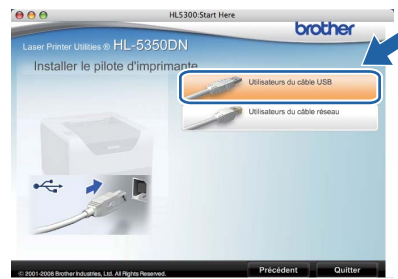 HL5300:Start Here
brother
Laser Printer Utilities ® HL-5350DN
Installer le pilote d'imprimante
Utilisateurs du câble USB
Utilisateurs du câble réseau
© 2001-2008 Brother Industries, Ltd. All Rights Reserved.
Précédent
Quitter